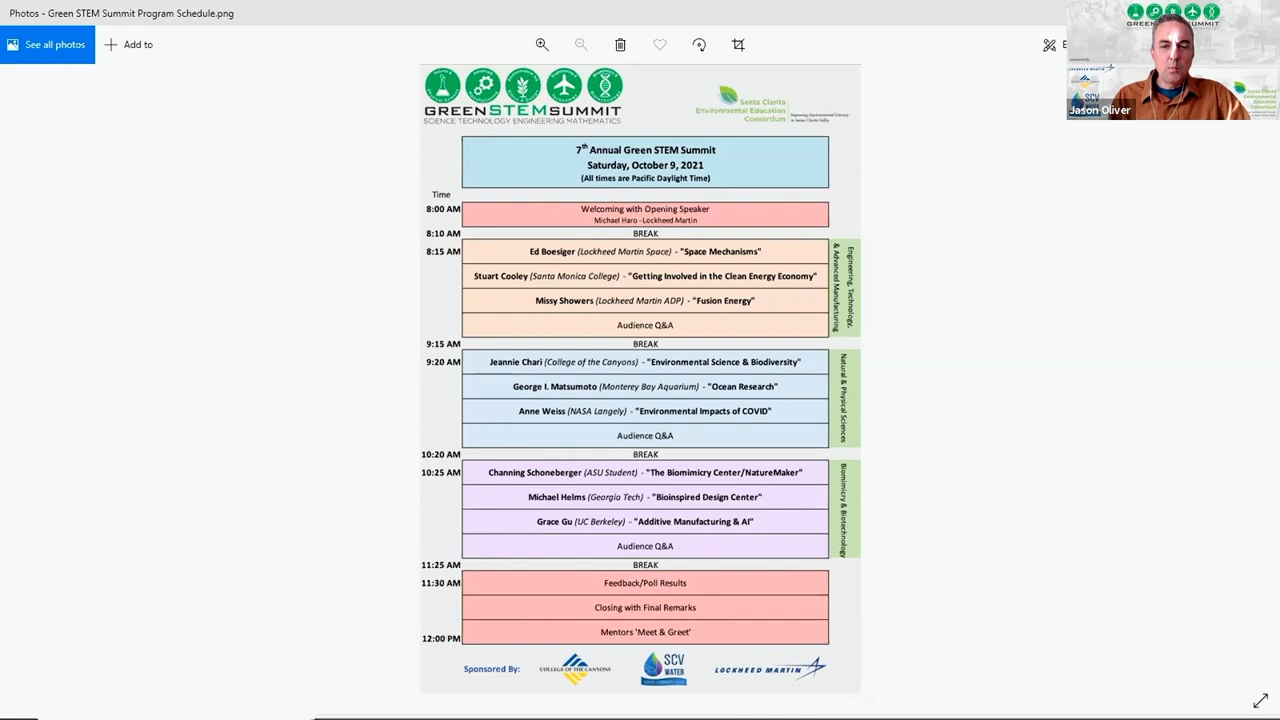 Photos - Green STEM Summit Program Schedule.png
See all photos
Add to
Jason Oliver
GREENSTEMSUMMIT
SCIENCE TECHNOLOGY ENGINEERING MATHEMATICS
Santa Clarita
Environmental Education
Consortium
Improving Environmental Literacy
in Santa Clarita Valley
7th Annual Green STEM Summit
Saturday, October 9, 2021
(All times are Pacific Daylight Time)
Time
8:00 AM
Welcoming with Opening Speaker
Michael Haro - Lockheed Martin
8:10 AM BREAK
8:15 AM Ed Boesiger (Lockheed Martin Space) - "Space Mechanisms"
Stuart Cooley (Santa Monica College) - "Getting Involved in the Clean Energy Economy"
Missy Showers (Lockheed Martin ADP) - "Fusion Energy"
Audience Q&A
Engineering, Technology,
& Advanced Manufacturing
9:15 AM BREAK
9:20 AM Jeannie Chari (College of the Canyons) - "Environmental Science & Biodiversity"
George I. Matsumoto (Monterey Bay Aquarium) - "Ocean Research"
Anne Weiss (NASA Langely) - "Environmental Impacts of COVID"
Audience Q&A
Natural & Physical Sciences
10:20 AM BREAK
10:25 AM Channing Schoneberger (ASU Student) - "The Biomimicry Center/NatureMaker"
Michael Helms (Georgia Tech) - "Bioinspired Design Center"
Grace Gu (UC Berkeley) - "Additive Manufacturing & AI"
Audience Q&A
Biomimicry & Biotechnology
11:25 AM BREAK
11:30 AM Feedback/Poll Results
Closing with Final Remarks
Mentors 'Meet & Greet'
12:00 PM
Sponsored By:
COLLEGE OF THE CANYONS
SCV
WATER
LOCKHEED MARTIN